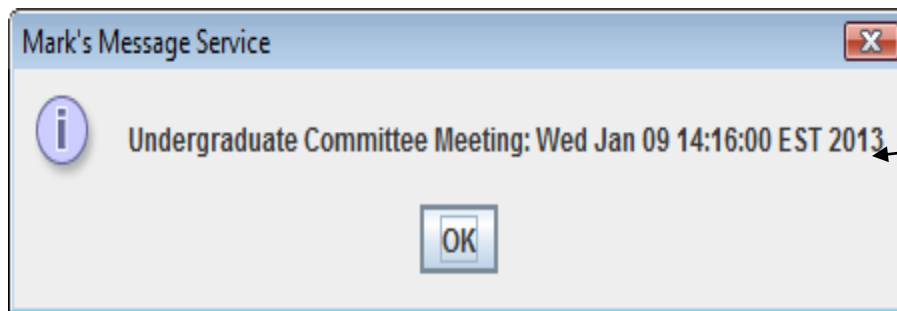 Mark's Message Service
Undergraduate Committee Meeting: Wed Jan 09 14:16:00 EST 2013
OK